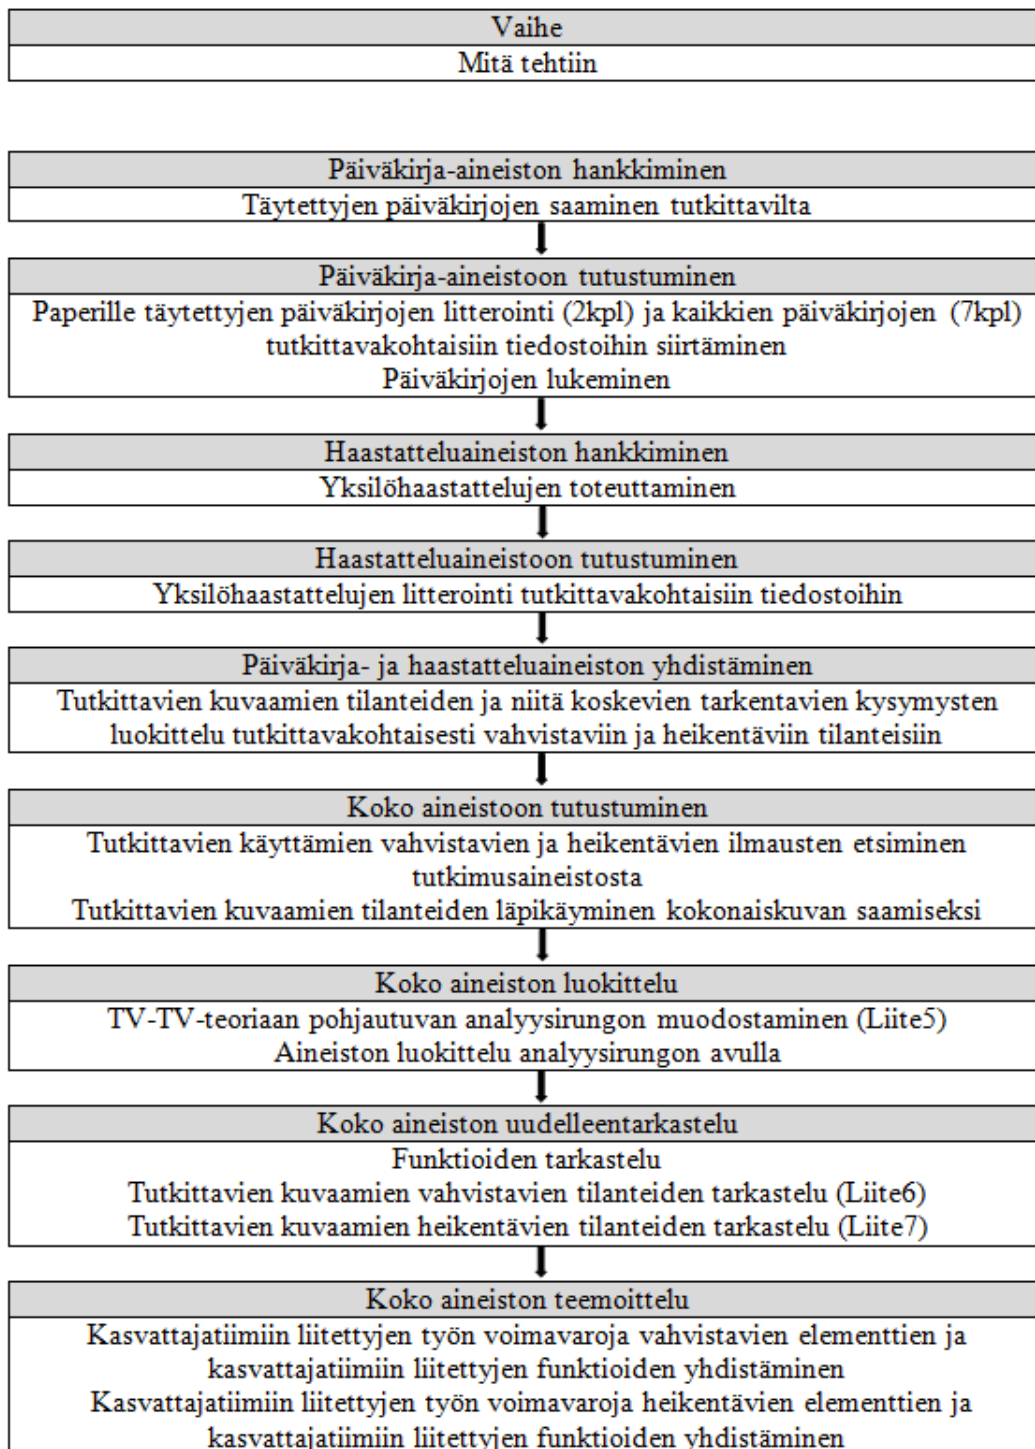 Vaihe
Mitä tehtiin
Päiväkirja-aineiston hankkiminen
Täytettyjen päiväkirjojen saaminen tutkittavilta
Päiväkirja-aineistoon tutustuminen
Paperille täytettyjen päiväkirjojen litterointi (2kpl) ja kaikkien päiväkirjojen (7kpl)
tutkittavakohtaisiin tiedostoihin siirtäminen
Päiväkirjojen lukeminen
Haastatteluaineiston hankkiminen
Yksilöhaastattelujen toteuttaminen
Haastatteluaineistoon tutustuminen
Yksilöhaastattelujen litterointi tutkittavakohtaisiin tiedostoihin
Päiväkirja- ja haastatteluaineiston yhdistäminen
Tutkittavien kuvaamien tilanteiden ja niitä koskevien tarkentavien kysymysten
luokittelu tutkittavakohtaisesti vahvistaviin ja heikentäviin tilanteisiin
Koko aineistoon tutustuminen
Tutkittavien käyttämien vahvistavien ja heikentävien ilmausten etsiminen
tutkimusaineistosta
Tutkittavien kuvaamien tilanteiden läpikäyminen kokonaiskuvan saamiseksi
Koko aineiston luokittelu
TV-TV-teoriaan pohjautuvan analyysirungon muodostaminen (Liite5)
Aineiston luokittelu analyysirungon avulla
Koko aineiston uudelleentarkastelu
Funktioiden tarkastelu
Tutkittavien kuvaamien vahvistavien tilanteiden tarkastelu (Liite6)
Tutkittavien kuvaamien heikentävien tilanteiden tarkastelu (Liite7)
Koko aineiston teemoittelu
Kasvattajatiimiin liitettyjen työn voimavaroja vahvistavien elementtien ja
kasvattajatiimiin liitettyjen funktioiden yhdistäminen
Kasvattajatiimiin liitettyjen työn voimavaroja heikentävien elementtien ja
kasvattajatiimiin liitettyjen funktioiden yhdistäminen